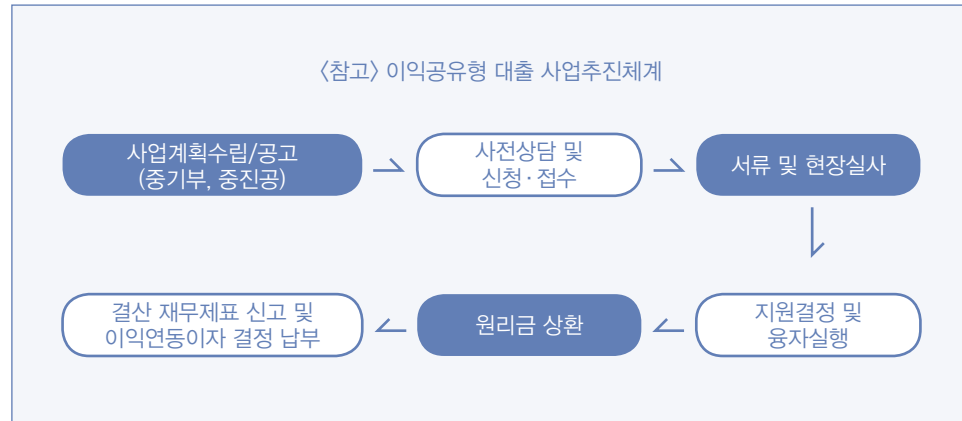 〈참고〉 이익공유형 대출 사업추진체계
사업계획수립/공고
(중기부, 중진공)
사전상담 및
신청·접수
서류 및 현장실사
지원결정 및
융자실행
원리금 상환
결산 재무제표 신고 및
이익연동이자 결정 납부